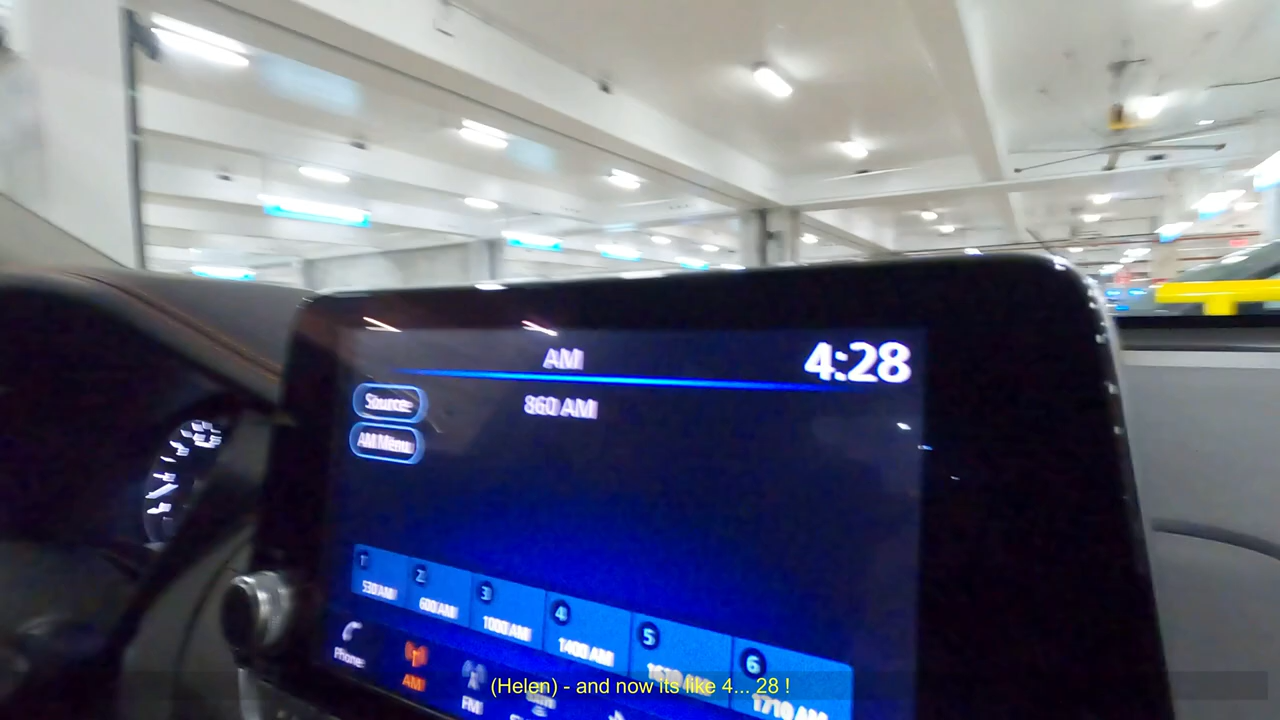 AM
4:28
Source
860 AM
AM Menu
1
2
3
4
5
6
530 AM
600 AM
1000 AM
1400 AM
1710 AM
Phone
AM
FM
(Helen) - and now its like 4... 28 !